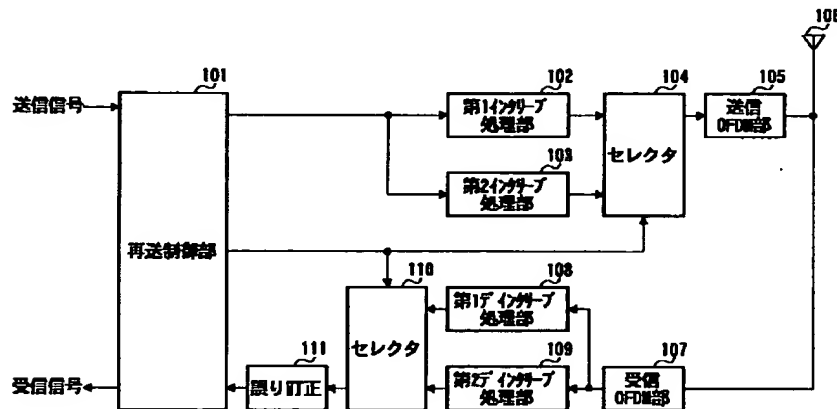 101
102
104
105
106
送信信号
第1インタリーブ
処理部
送信
OFDM部
セレクタ
103
第2インタリーブ
処理部
再送制御部
110
108
第1デインタリーブ
処理部
セレクタ
111
109
107
受信信号
誤り訂正
第2デインタリーブ
処理部
受信
OFDM部